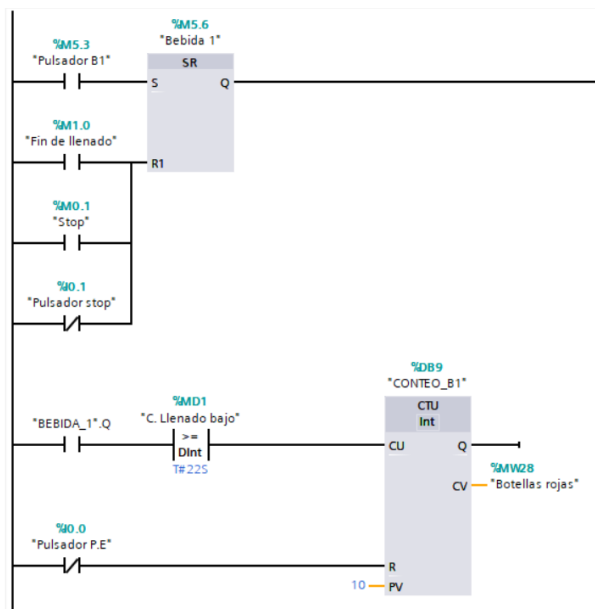 %M5.3
"Pulsador B1"
%M5.6
"Bebida 1"
SR
S
Q
%M1.0
"Fin de llenado"
R1
%M0.1
"Stop"
%I0.1
"Pulsador stop"
%DB9
"CONTEO_B1"
CTU
Int
"BEBIDA_1".Q
%MD1
"C. Llenado bajo"
>=
DInt
T#22S
CU
Q
%MW28
CV
"Botellas rojas"
%I0.0
"Pulsador P.E"
R
10
PV